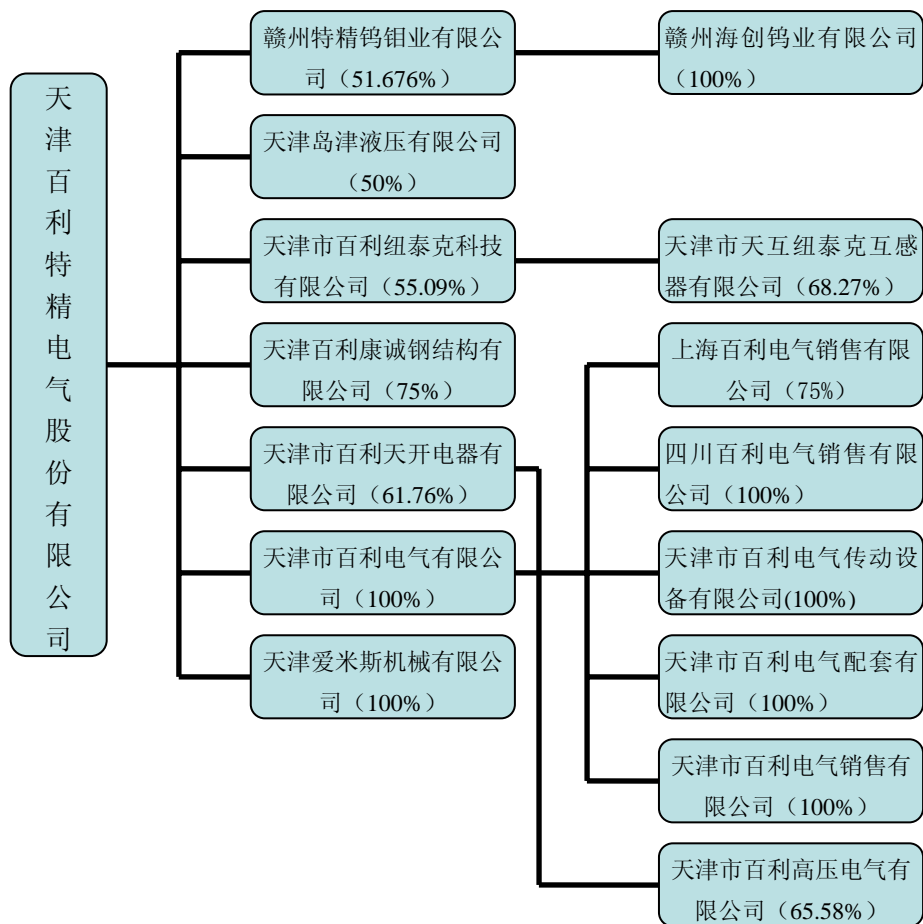 天津百利特精电气股份有限公司
赣州特精钨钼业有限公
司（51.676%）
天津岛津液压有限公司
（50%）
天津市百利纽泰克科技
有限公司（55.09%）
天津百利康诚钢结构有
限公司（75%）
天津市百利天开电器有
限公司（61.76%）
天津市百利电气有限公
司（100%）
天津爱米斯机械有限公
司（100%）
赣州海创钨业有限公司
（100%）
天津市天互纽泰克互感
器有限公司（68.27%）
上海百利电气销售有限
公司（75%）
四川百利电气销售有限
公司（100%）
天津市百利电气传动设
备有限公司(100%)
天津市百利电气配套有
限公司（100%）
天津市百利电气销售有
限公司（100%）
天津市百利高压电气有
限公司（65.58%）